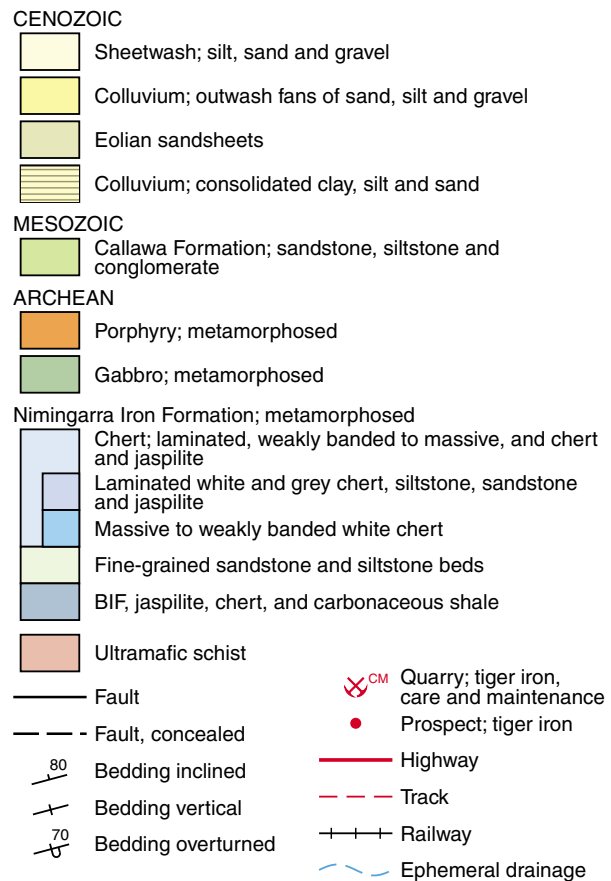 CENOZOIC
Sheetwash; silt, sand and gravel
Colluvium; outwash fans of sand, silt and gravel
Eolian sandsheets
Colluvium; consolidated clay, silt and sand
MESOZOIC
Callawa Formation; sandstone, siltstone and
conglomerate
ARCHEAN
Porphyry; metamorphosed
Gabbro; metamorphosed
Nimingarra Iron Formation; metamorphosed
Chert; laminated, weakly banded to massive, and chert
and jaspilite
Laminated white and grey chert, siltstone, sandstone
and jaspilite
Massive to weakly banded white chert
Fine-grained sandstone and siltstone beds
BIF, jaspilite, chert, and carbonaceous shale
Ultramafic schist
Fault
Fault, concealed
80
Bedding inclined
Bedding vertical
70
Bedding overturned
CM
Quarry; tiger iron,
care and maintenance
Prospect; tiger iron
Highway
Track
Railway
Ephemeral drainage